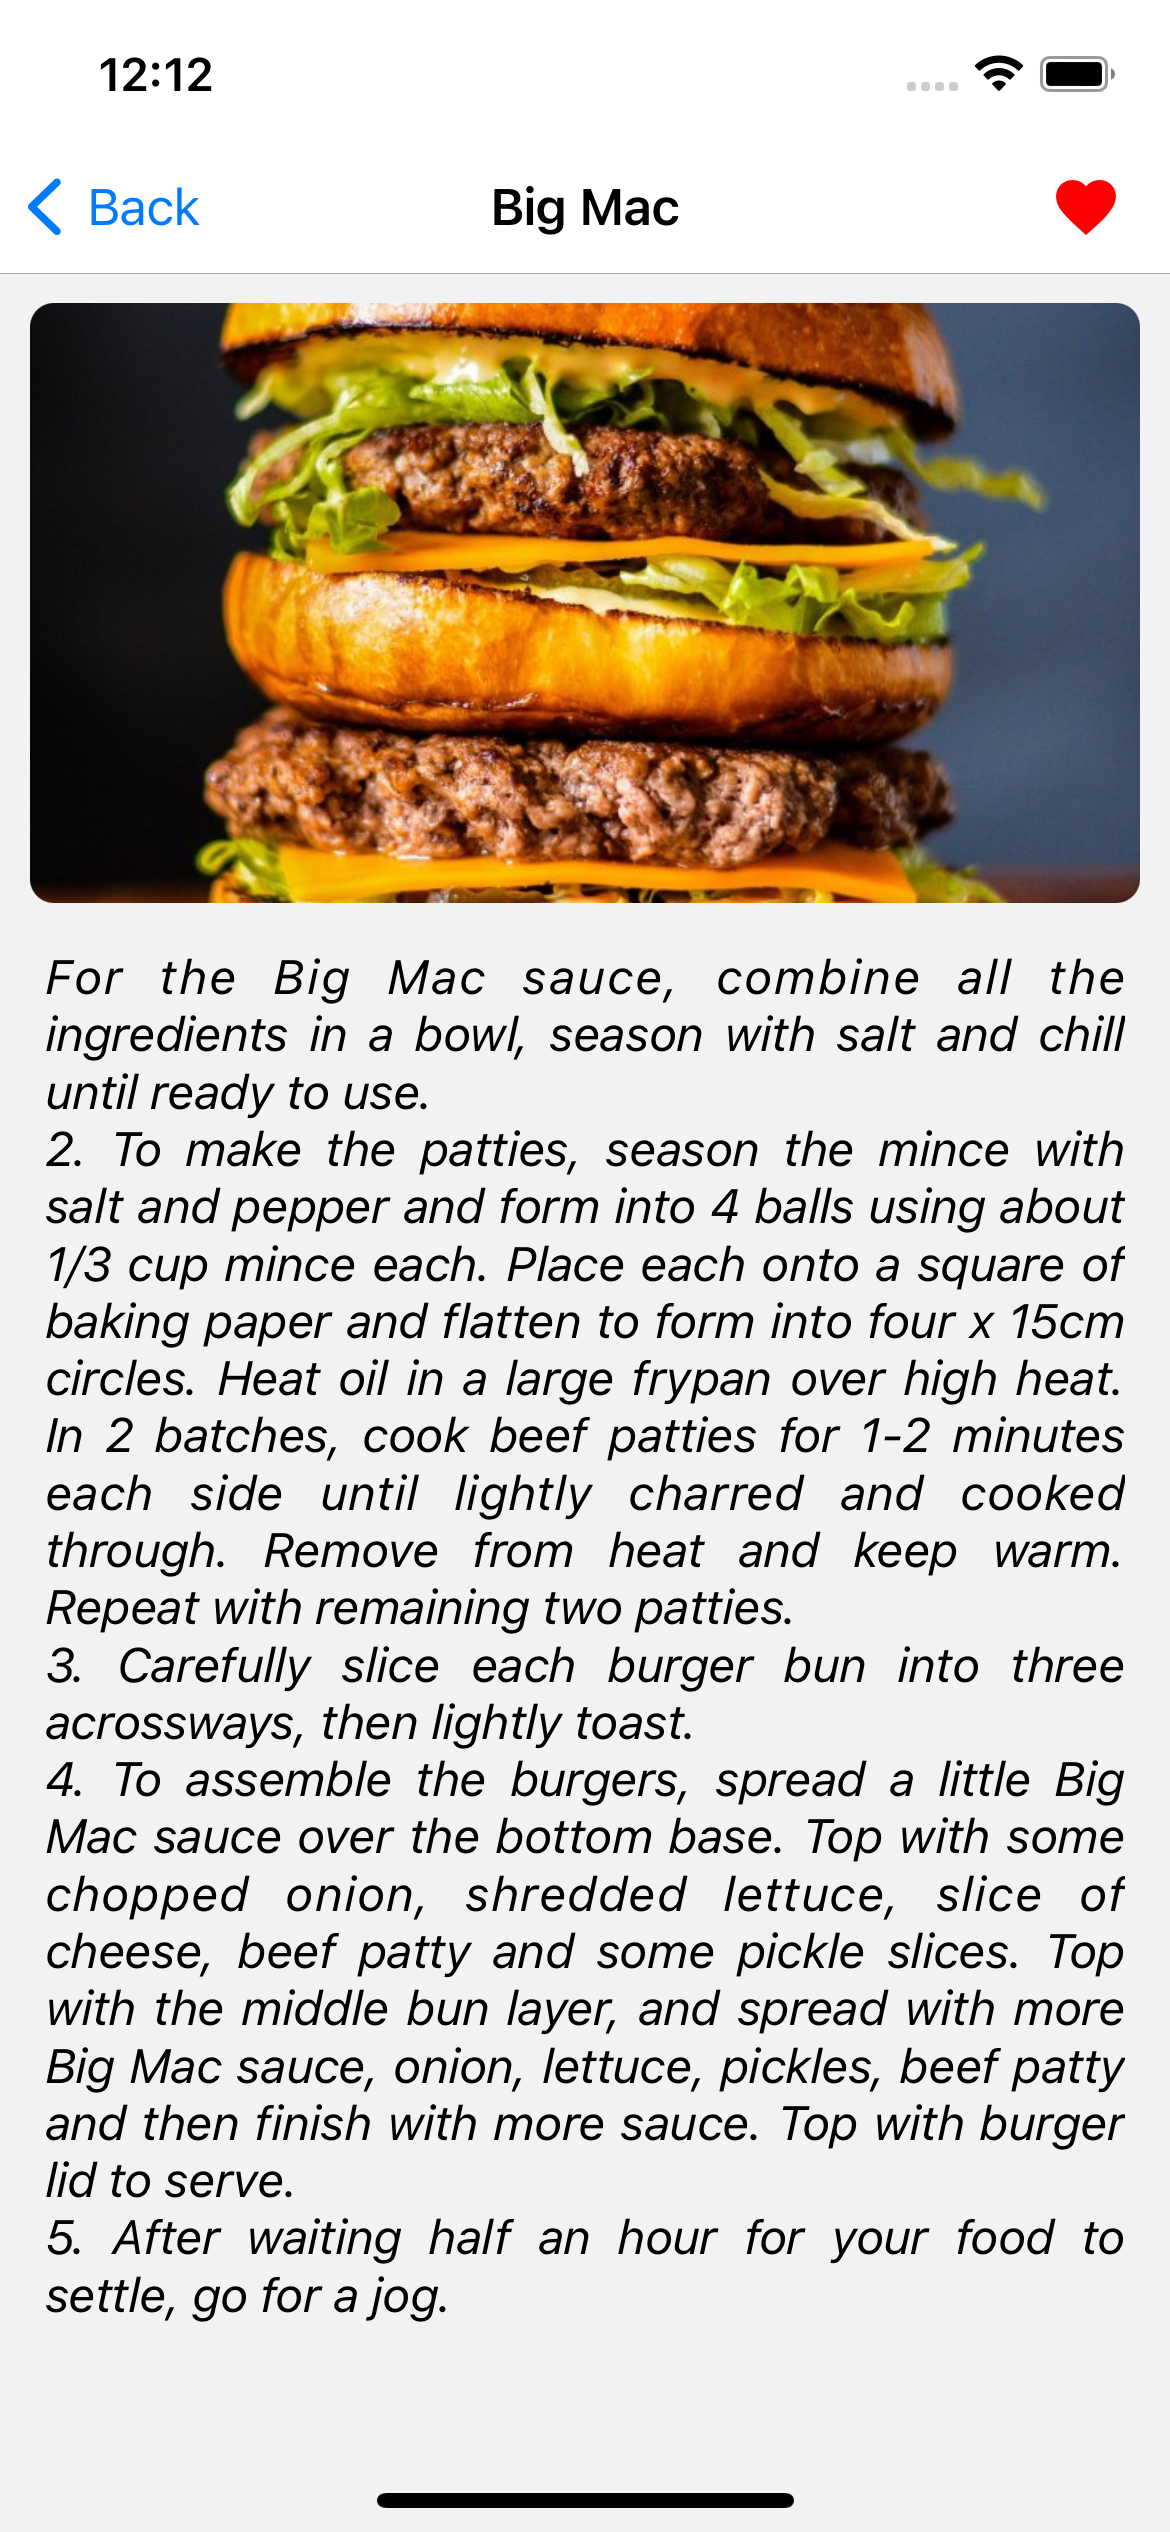 12:12
Back
Big Mac
For the Big Mac sauce, combine all the
ingredients in a bowl, season with salt and chill
until ready to use.
2. To make the patties, season the mince with
salt and pepper and form into 4 balls using about
1/3 cup mince each. Place each onto a square of
baking paper and flatten to form into four x 15cm
circles. Heat oil in a large frypan over high heat.
In 2 batches, cook beef patties for 1-2 minutes
each side until lightly charred and cooked
through. Remove from heat and keep warm.
Repeat with remaining two patties.
3. Carefully slice each burger bun into three
acrossways, then lightly toast.
4. To assemble the burgers, spread a little Big
Mac sauce over the bottom base. Top with some
chopped onion, shredded lettuce, slice of
cheese, beef patty and some pickle slices. Top
with the middle bun layer, and spread with more
Big Mac sauce, onion, lettuce, pickles, beef patty
and then finish with more sauce. Top with burger
lid to serve.
5. After waiting half an hour for your food to
settle, go for a jog.